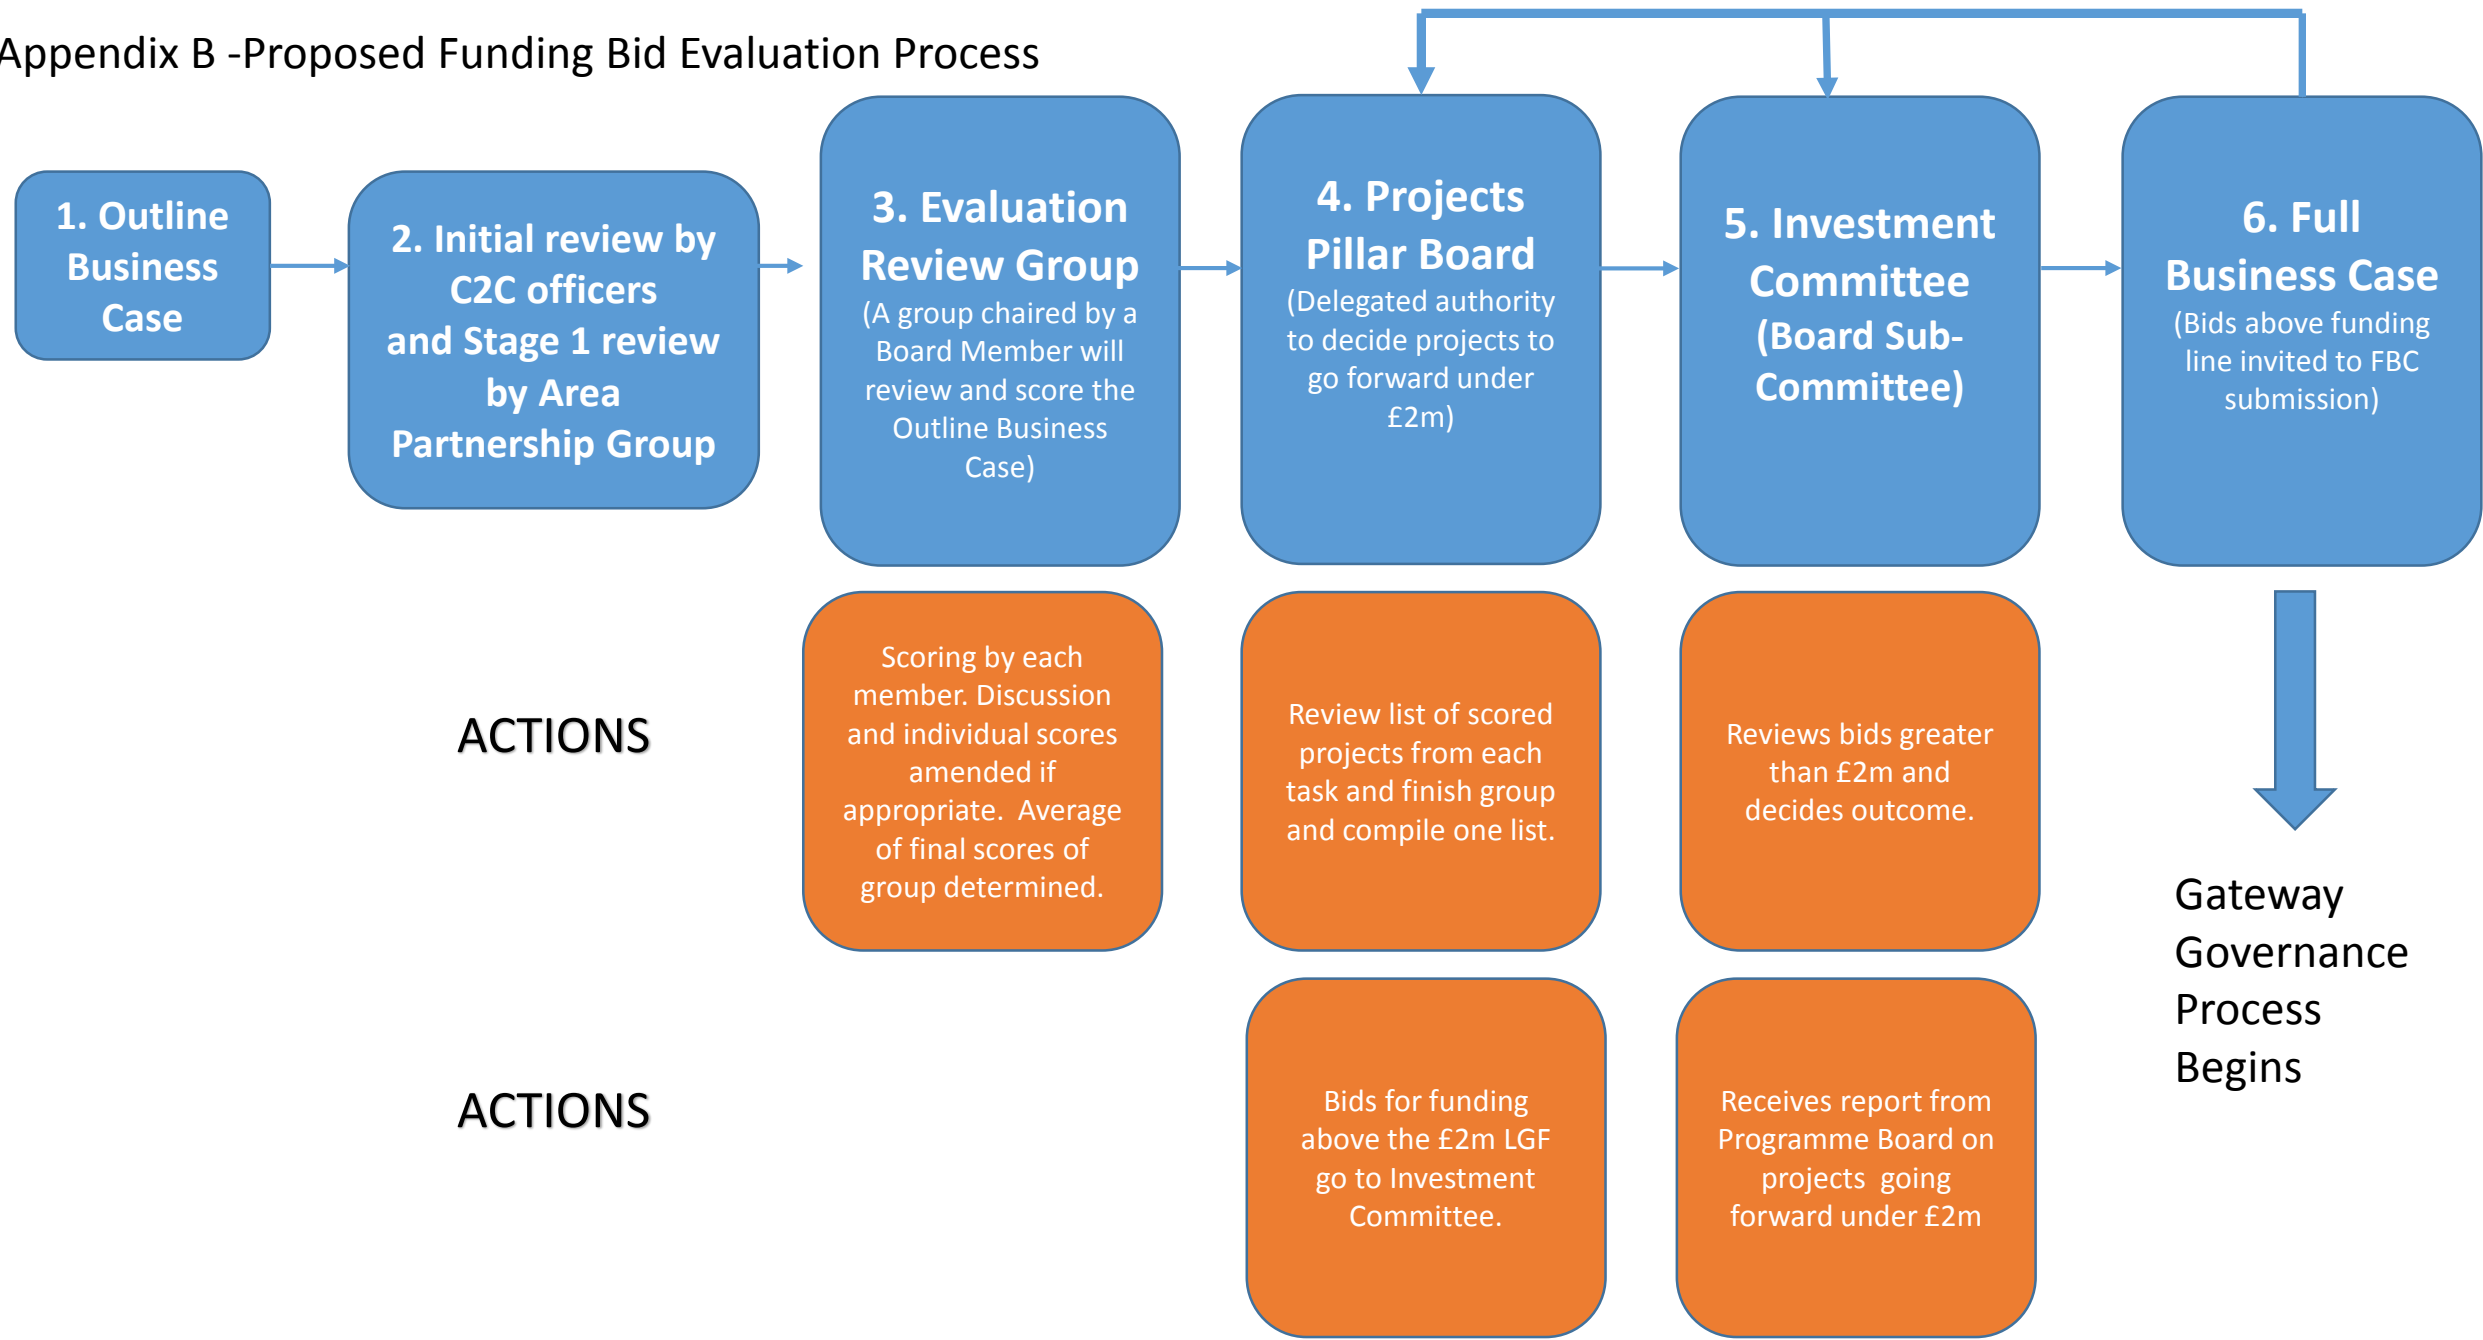 Appendix B -Proposed Funding Bid Evaluation Process
1. Outline
Business
Case
2. Initial review by
C2C officers
and Stage 1 review
by Area
Partnership Group
3. Evaluation
Review Group
(A group chaired by a
Board Member will
review and score the
Outline Business
Case)
4. Projects
Pillar Board
(Delegated authority
to decide projects to
go forward under
£2m)
5. Investment
Committee
(Board Sub-
Committee)
6. Full
Business Case
(Bids above funding
line invited to FBC
submission)
ACTIONS
Scoring by each
member. Discussion
and individual scores
amended if
appropriate.  Average
of final scores of
group determined.
Review list of scored
projects from each
task and finish group
and compile one list.
Reviews bids greater
than £2m and
decides outcome.
Gateway
Governance
Process
Begins
ACTIONS
Bids for funding
above the £2m LGF
go to Investment
Committee.
Receives report from
Programme Board on
projects  going
forward under £2m